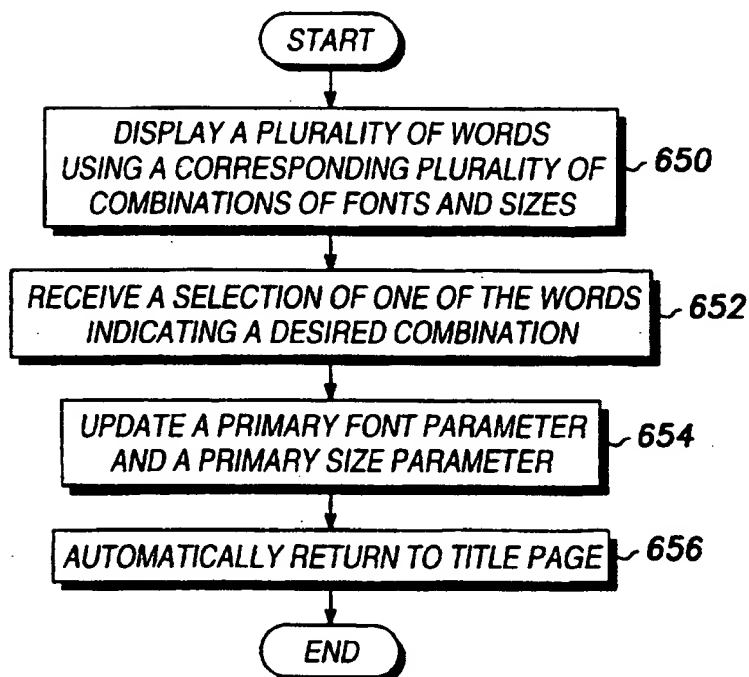 START
DISPLAY A PLURALITY OF WORDS
USING A CORRESPONDING PLURALITY OF
COMBINATIONS OF FONTS AND SIZES
650
RECEIVE A SELECTION OF ONE OF THE WORDS
INDICATING A DESIRED COMBINATION
652
UPDATE A PRIMARY FONT PARAMETER
AND A PRIMARY SIZE PARAMETER
654
AUTOMATICALLY RETURN TO TITLE PAGE
656
END